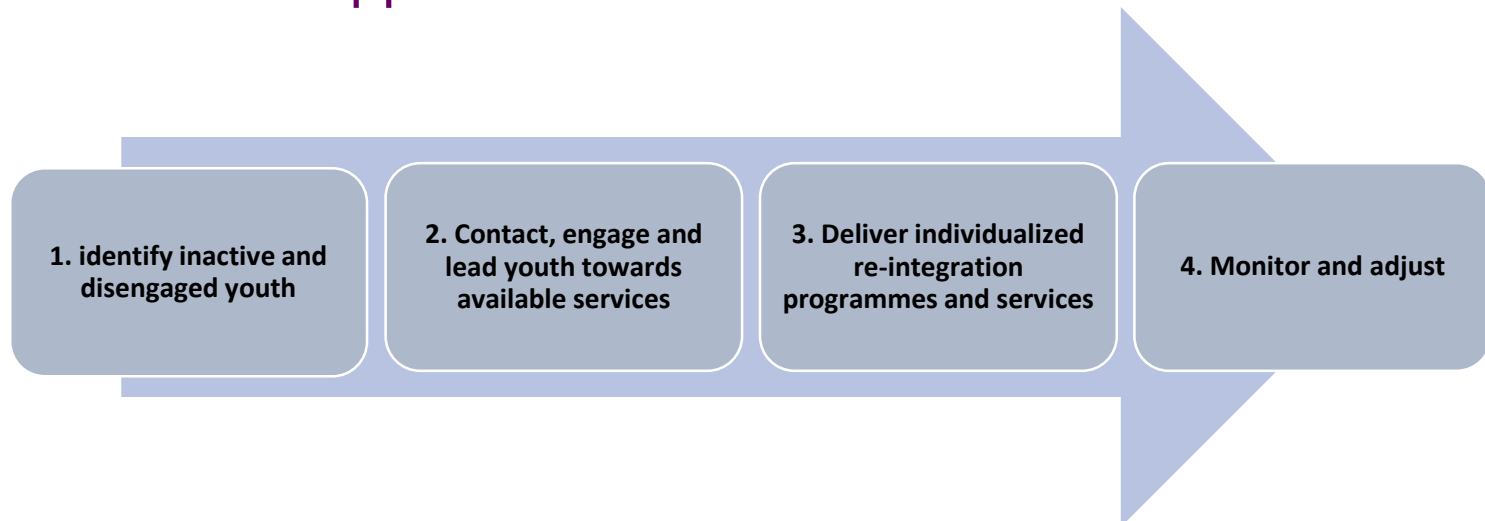 1. identify inactive and
disengaged youth
2. Contact, engage and
lead youth towards
available services
3. Deliver individualized
re-integration
programmes and services
4. Monitor and adjust